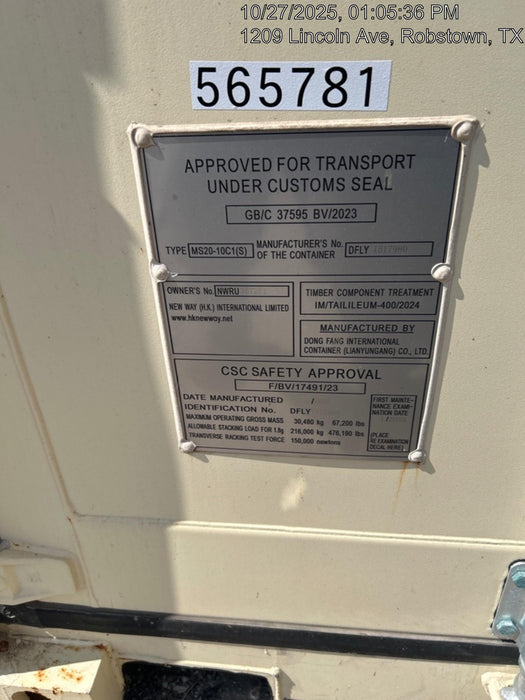 10/27/2025, 01:05:36 PM
1209 Lincoln Ave, Robstown, TX
565781
APPROVED FOR TRANSPORT
UNDER CUSTOMS SEAL
GB/C 37595 BV/2023
TYPE MS20-10C1(S) MANUFACTURER'S No. OF THE CONTAINER DFLY
OWNER'S No. NWRU
NEW WAY (H.K.) INTERNATIONAL LIMITED
www.hknewway.net
TIMBER COMPONENT TREATMENT
IM/TAILILEUM-400/2024
MANUFACTURED BY
DONG FANG INTERNATIONAL
CONTAINER (LIANYUNGANG) CO., LTD.
CSC SAFETY APPROVAL
F/BV/17491/23
DATE MANUFACTURED /
IDENTIFICATION No. DFLY
MAXIMUM OPERATING GROSS MASS 30,480 kg 67,200 lbs
ALLOWABLE STACKING LOAD FOR 1.8g 216,000 kg 476,190 lbs
TRANSVERSE RACKING TEST FORCE 150,000 newtons
FIRST MAINTE-
NANCE EXAMI-
NATION DATE
/
(PLACE
RE EXAMINATION
DECAL HERE)